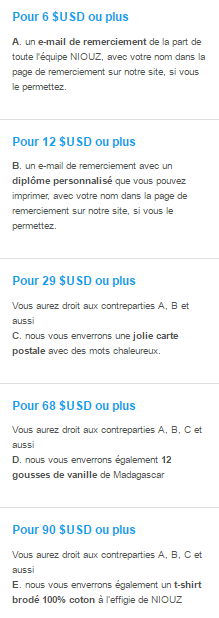 Pour 6 $USD ou plus
A. un e-mail de remerciement de la part de
toute l'équipe NIOUZ, avec votre nom dans la
page de remerciement sur notre site, si vous
le permettez.
Pour 12 $USD ou plus
B. un e-mail de remerciement avec un
diplôme personnalisé que vous pouvez
imprimer, avec votre nom dans la page de
remerciement sur notre site, si vous le
permettez.
Pour 29 $USD ou plus
Vous aurez droit aux contreparties A, B et
aussi
C. nous vous enverrons une jolie carte
postale avec des mots chaleureux.
Pour 68 $USD ou plus
Vous aurez droit aux contreparties A, B, C et
aussi
D. nous vous enverrons également 12
gousses de vanille de Madagascar
Pour 90 $USD ou plus
Vous aurez droit aux contreparties A, B, C et
aussi
E. nous vous enverrons également un t-shirt
brodé 100% coton à l'effigie de NIOUZ